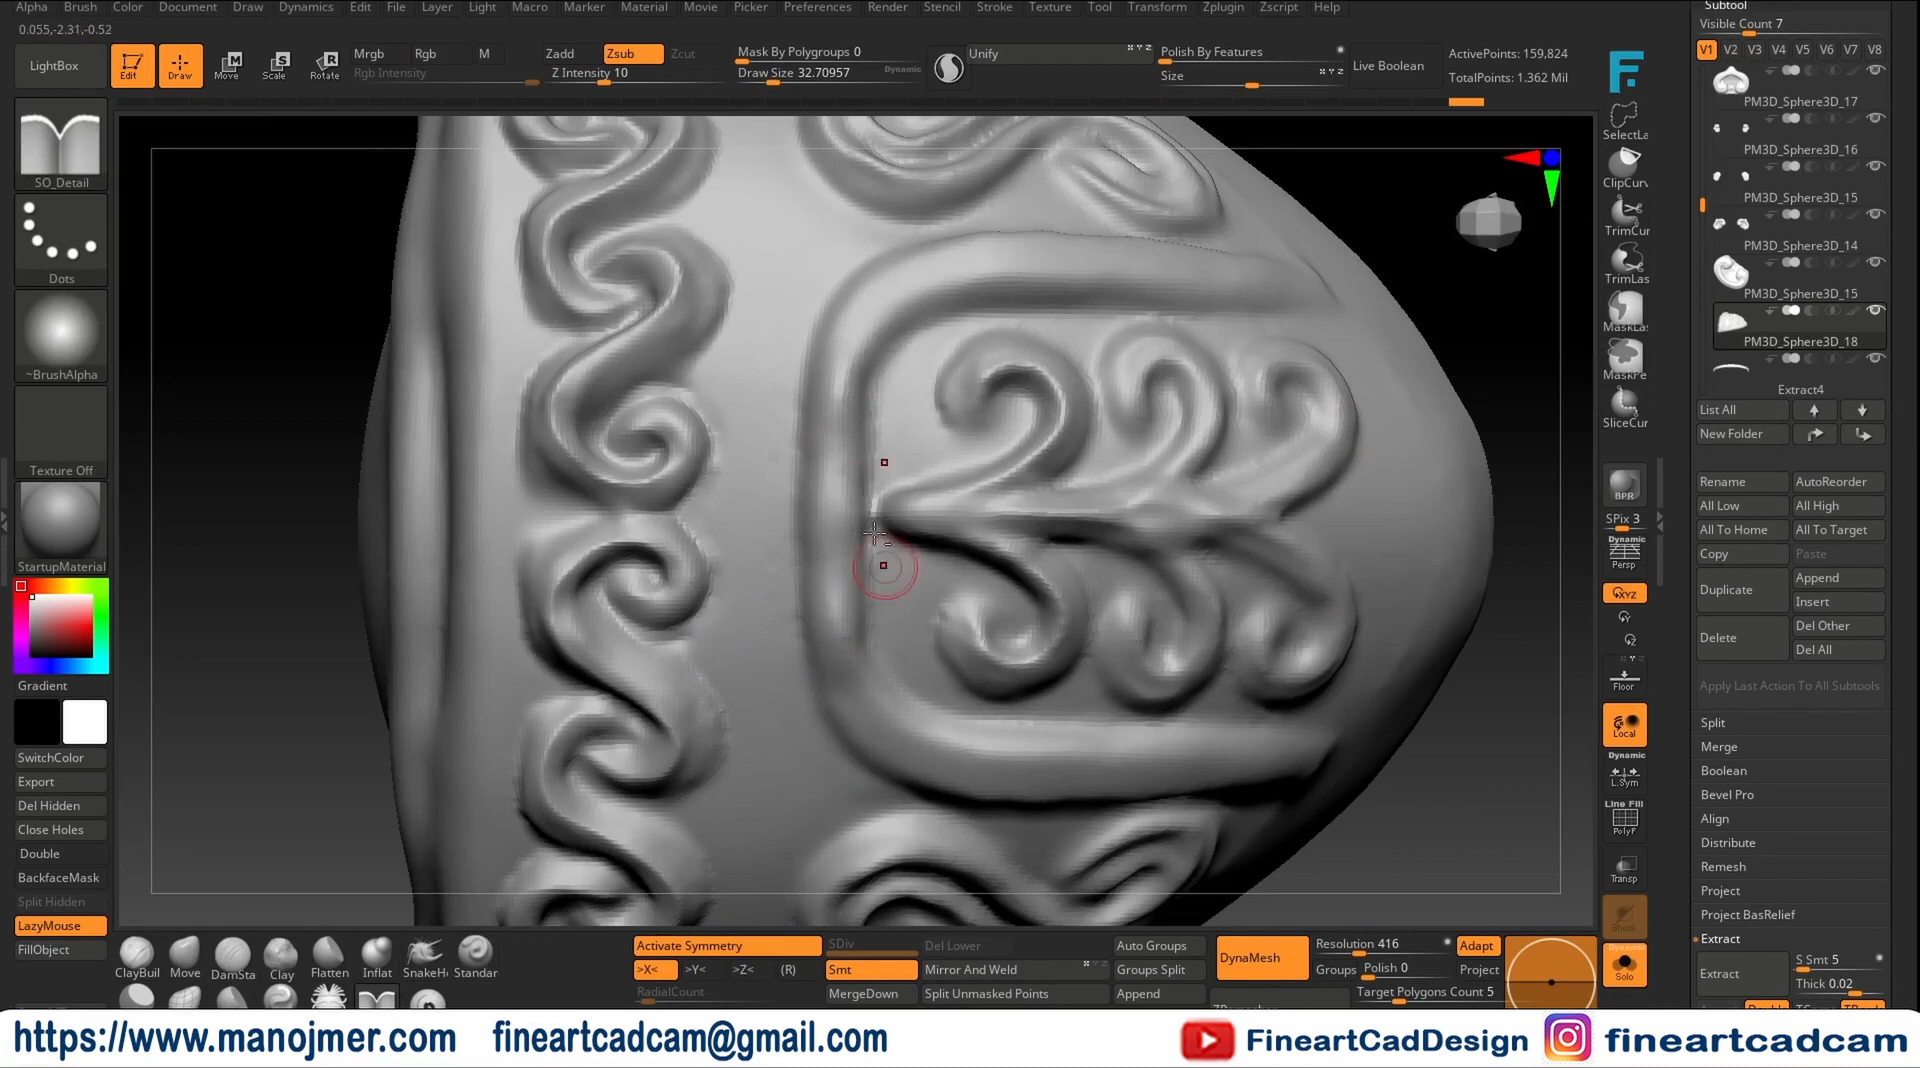 Alpha Brush Color Document Draw Dynamics Edit File Layer Light Macro Marker Material Movie Picker Preferences Render Stencil Stroke Texture Tool Transform Zplugin Zscript Help
0.055,-2.31,-0.52
LightBox
Edit
Draw
Move
Scale
Rotate
Mrgb Rgb M
Rgb Intensity
Zadd Zsub Zcut
Z Intensity 10
Mask By Polygroups 0
Draw Size 32.70957 Dynamic
Unify
Polish By Features
Size
Live Boolean
ActivePoints: 159,824
TotalPoints: 1.362 Mil
SO_Detail
Dots
~BrushAlpha
Texture Off
StartupMaterial
Gradient
SwitchColor
Export
Del Hidden
Close Holes
Double
BackfaceMask
Split Hidden
LazyMouse
FillObject
SelectLa
ClipCurv
TrimCur
TrimLas
MaskLas
MaskPe
SliceCur
BPR
SPix 3
Dynamic
Persp
XYZ
Floor
Local
Dynamic
L.Sym
Line Fill
PolyF
Transp
Ghost
Dynamic
Solo
Subtool
Visible Count 7
V1 V2 V3 V4 V5 V6 V7 V8
PM3D_Sphere3D_17
PM3D_Sphere3D_16
PM3D_Sphere3D_15
PM3D_Sphere3D_14
PM3D_Sphere3D_15
PM3D_Sphere3D_18
Extract4
List All
New Folder
Rename AutoReorder
All Low All High
All To Home All To Target
Copy Paste
Duplicate Append
Insert
Delete Del Other
Del All
Apply Last Action To All Subtools
Split
Merge
Boolean
Bevel Pro
Align
Distribute
Remesh
Project
Project BasRelief
Extract
Extract S Smt 5
Thick 0.02
ClayBuil Move DamSta Clay Flatten Inflat SnakeH Standar
Activate Symmetry
>X< >Y< >Z< (R)
RadialCount
SDiv
Smt
MergeDown
Del Lower
Mirror And Weld
Split Unmasked Points
Auto Groups
Groups Split
Append
DynaMesh
Resolution 416 Adapt
Groups Polish 0 Project
Target Polygons Count 5
https://www.manojmer.com fineartcadcam@gmail.com FineartCadDesign fineartcadcam